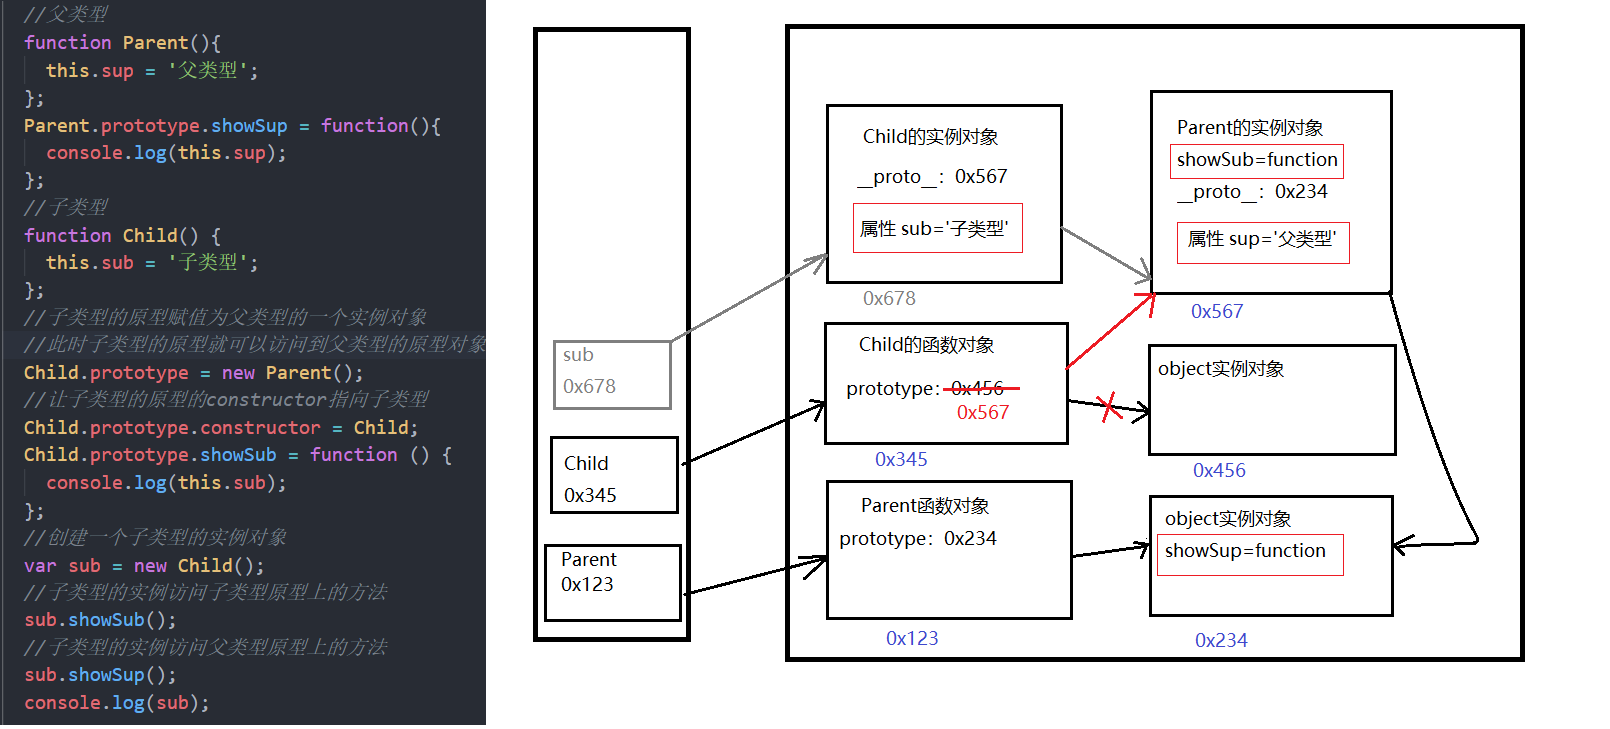 //父类型
function Parent(){
this.sup = '父类型';
};
Parent.prototype.showSup = function(){
console.log(this.sup);
};
//子类型
function Child() {
this.sub = '子类型';
};
//子类型的原型赋值为父类型的一个实例对象
//此时子类型的原型就可以访问到父类型的原型对象
Child.prototype = new Parent();
//让子类型的原型的constructor指向子类型
Child.prototype.constructor = Child;
Child.prototype.showSub = function () {
console.log(this.sub);
};
//创建一个子类型的实例对象
var sub = new Child();
//子类型的实例访问子类型原型上的方法
sub.showSub();
//子类型的实例访问父类型原型上的方法
sub.showSup();
console.log(sub);
sub
0x678
Child
0x345
Parent
0x123
Child的实例对象
__proto__：0x567
属性 sub='子类型'
0x678
Child的函数对象
prototype：0x456
0x567
0x345
Parent函数对象
prototype：0x234
0x123
Parent的实例对象
showSub=function
__proto__：0x234
属性 sup='父类型'
0x567
object实例对象
0x456
object实例对象
showSup=function
0x234